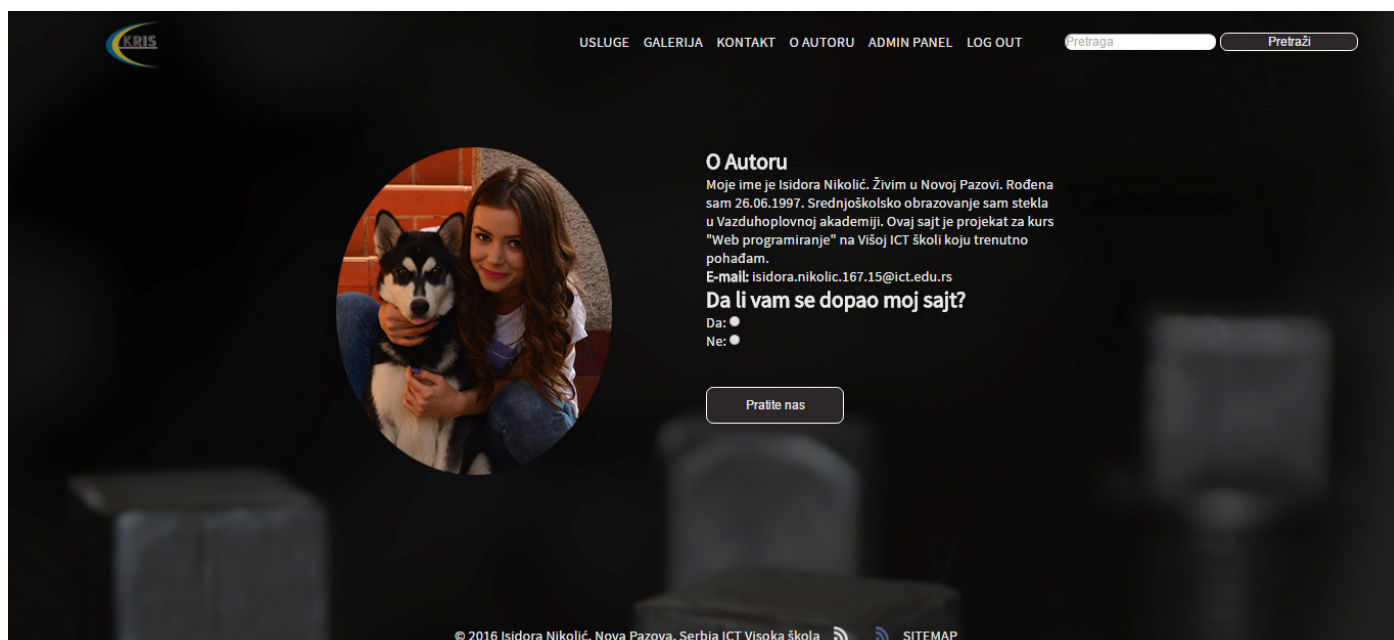 KRIS
USLUGE GALERIJA KONTAKT O AUTORU ADMIN PANEL LOG OUT
Pretraga
Pretraži
O Autoru
Moje ime je Isidora Nikolić. Živim u Novoj Pazovi. Rođena
sam 26.06.1997. Srednjoškolsko obrazovanje sam stekla
u Vazduhoplovnoj akademiji. Ovaj sajt je projekat za kurs
"Web programiranje" na Višoj ICT školi koju trenutno
pohađam.
E-mail: isidora.nikolic.167.15@ict.edu.rs
Da li vam se dopao moj sajt?
Da:
Ne:
Pratite nas
© 2016 Isidora Nikolić, Nova Pazova, Serbia ICT Visoka škola SITEMAP